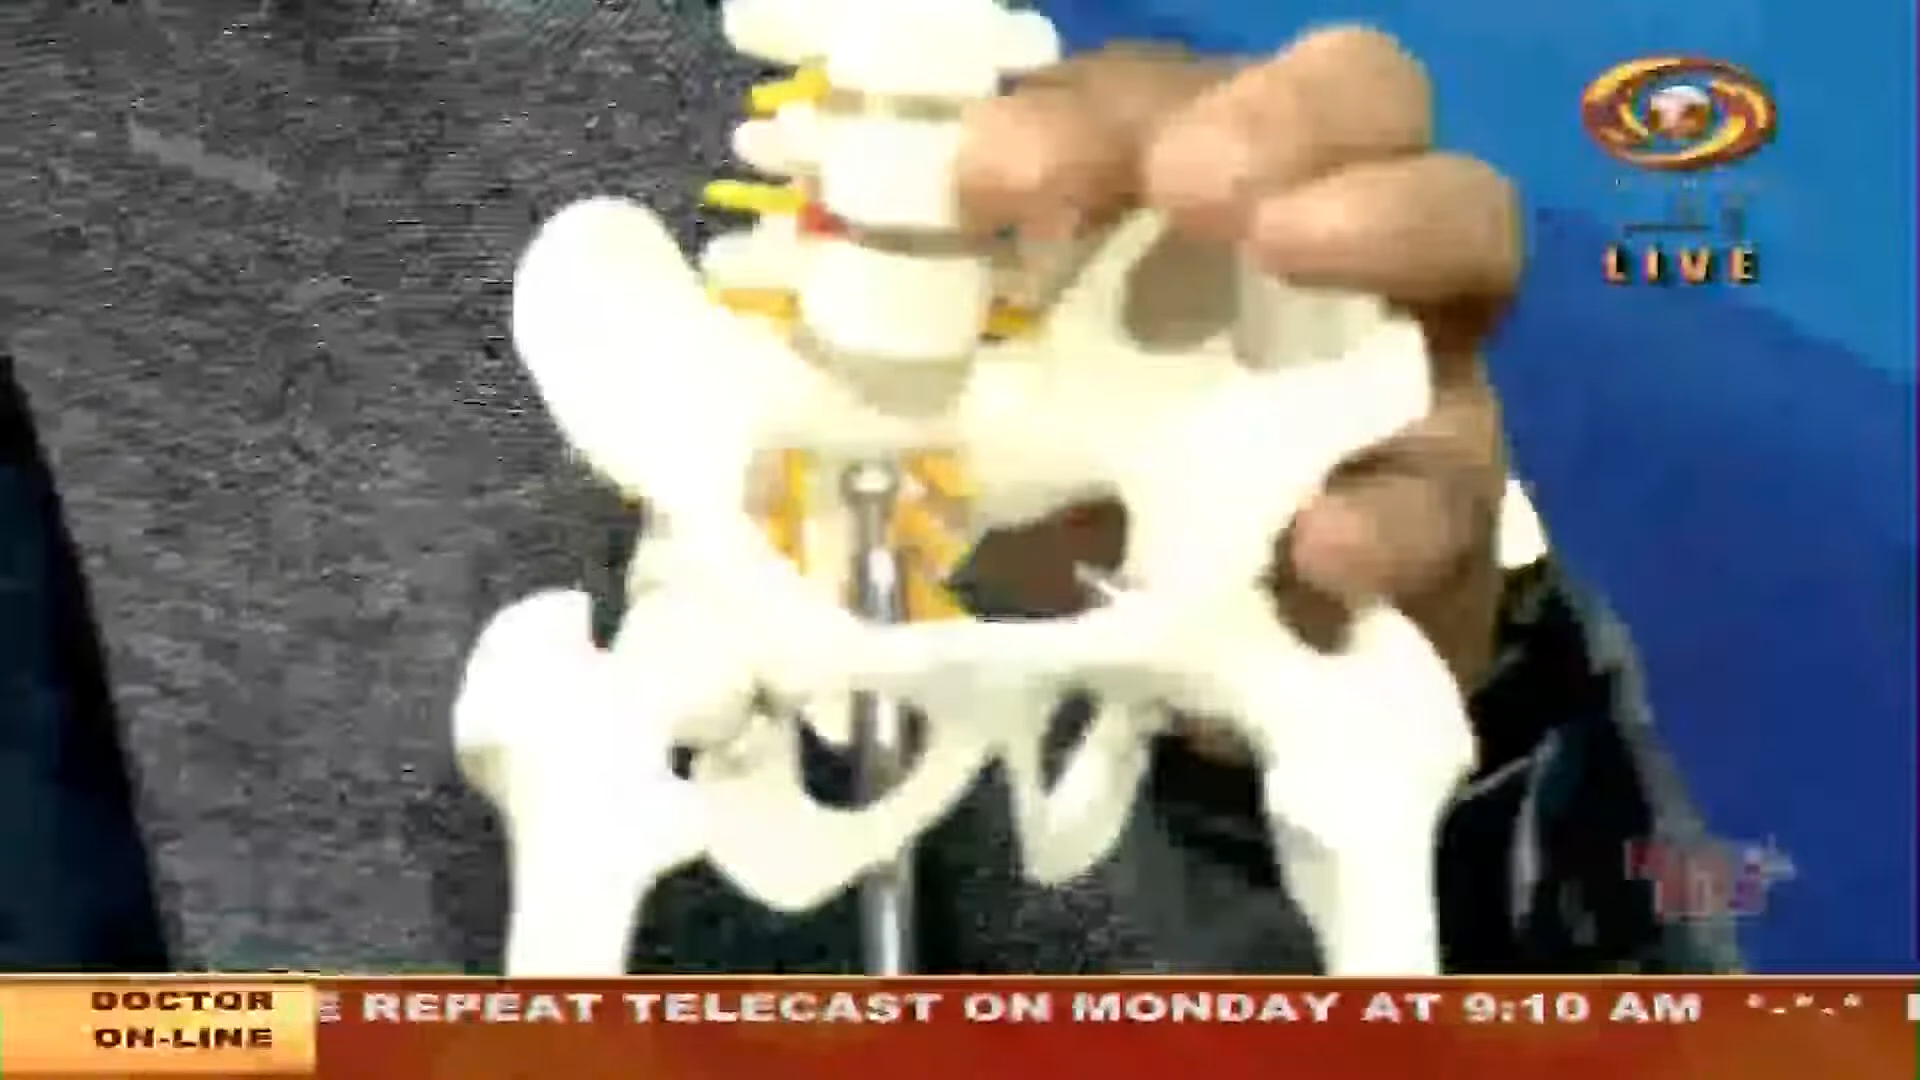 LIVE
DOCTOR
ON-LINE
E REPEAT TELECAST ON MONDAY AT 9:10 AM